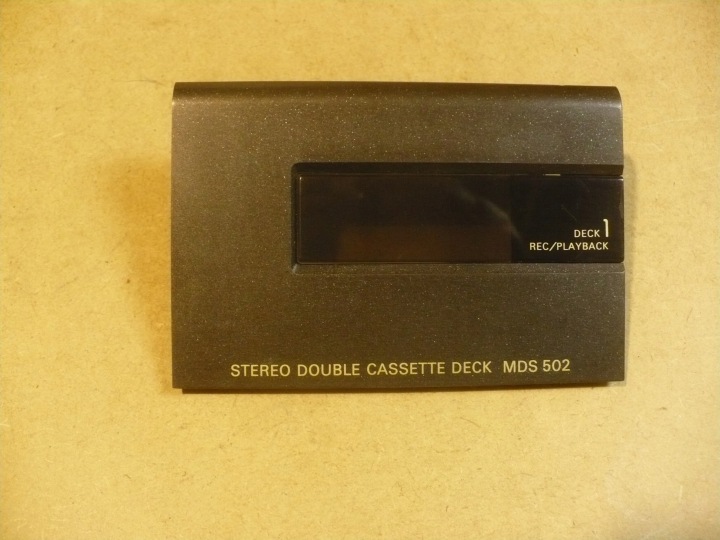 DECK 1
REC/PLAYBACK
STEREO DOUBLE CASSETTE DECK MDS 502